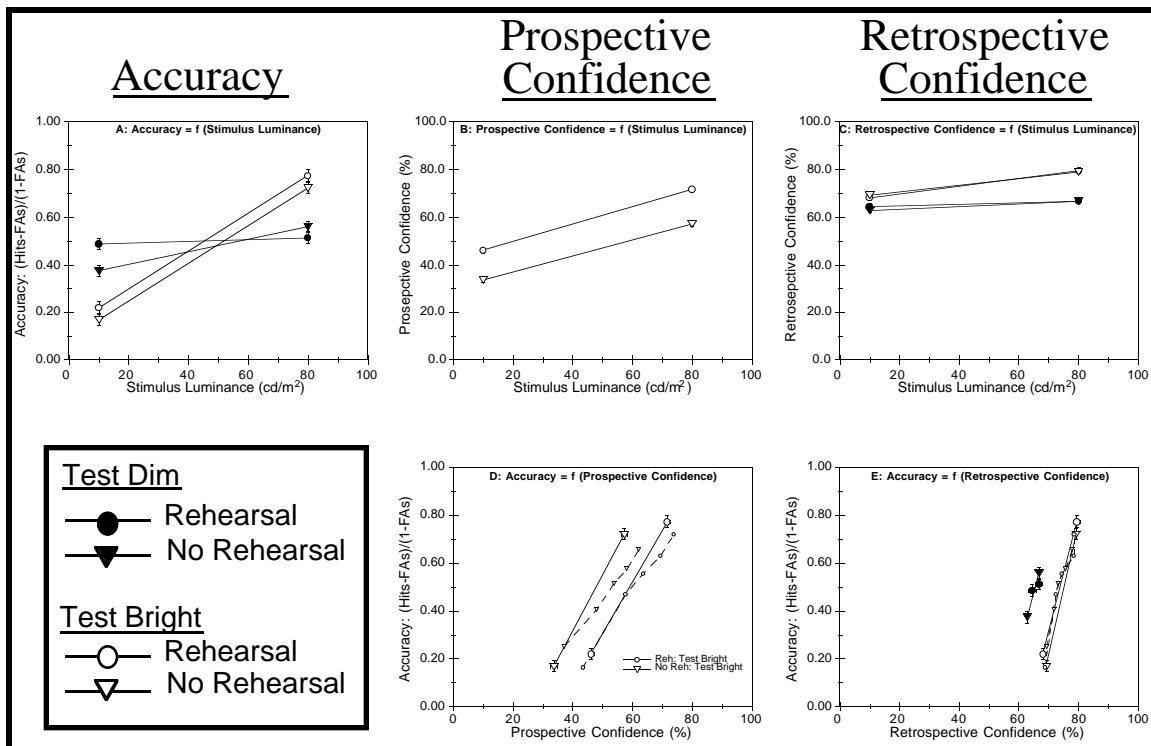 Accuracy
Prospective
Confidence
Retrospective
Confidence
A: Accuracy = f (Stimulus Luminance)
Accuracy: (Hits-FAs)/(1-FAs)
1.00
0.80
0.60
0.40
0.20
0.00
0 20 40 60 80 100
Stimulus Luminance (cd/m²)
B: Prospective Confidence = f (Stimulus Luminance)
Prosepctive Confidence (%)
100.0
80.0
60.0
40.0
20.0
0.0
0 20 40 60 80 100
Stimulus Luminance (cd/m²)
C: Retrospective Confidence = f (Stimulus Luminance)
Retrosepctive Confidence (%)
100.0
80.0
60.0
40.0
20.0
0.0
0 20 40 60 80 100
Stimulus Luminance (cd/m²)
Test Dim
Rehearsal
No Rehearsal
Test Bright
Rehearsal
No Rehearsal
D: Accuracy = f (Prospective Confidence)
Accuracy: (Hits-FAs)/(1-FAs)
1.00
0.80
0.60
0.40
0.20
0.00
Reh: Test Bright
No Reh: Test Bright
0 20 40 60 80 100
Prospective Confidence (%)
E: Accuracy = f (Retrospective Confidence)
Accuracy: (Hits-FAs)/(1-FAs)
1.00
0.80
0.60
0.40
0.20
0.00
0 20 40 60 80 100
Retrospective Confidence (%)